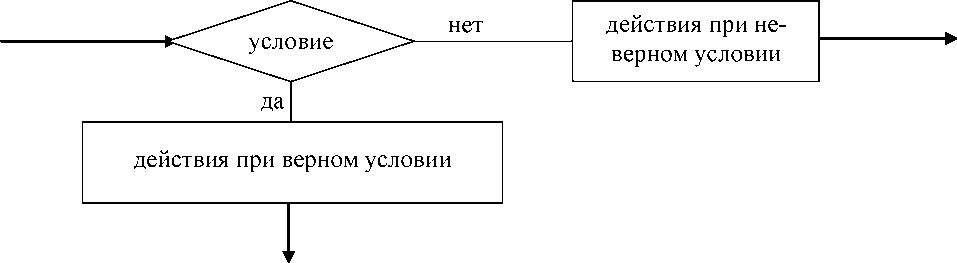 условие
нет
действия при не-
верном условии
да
действия при верном условии